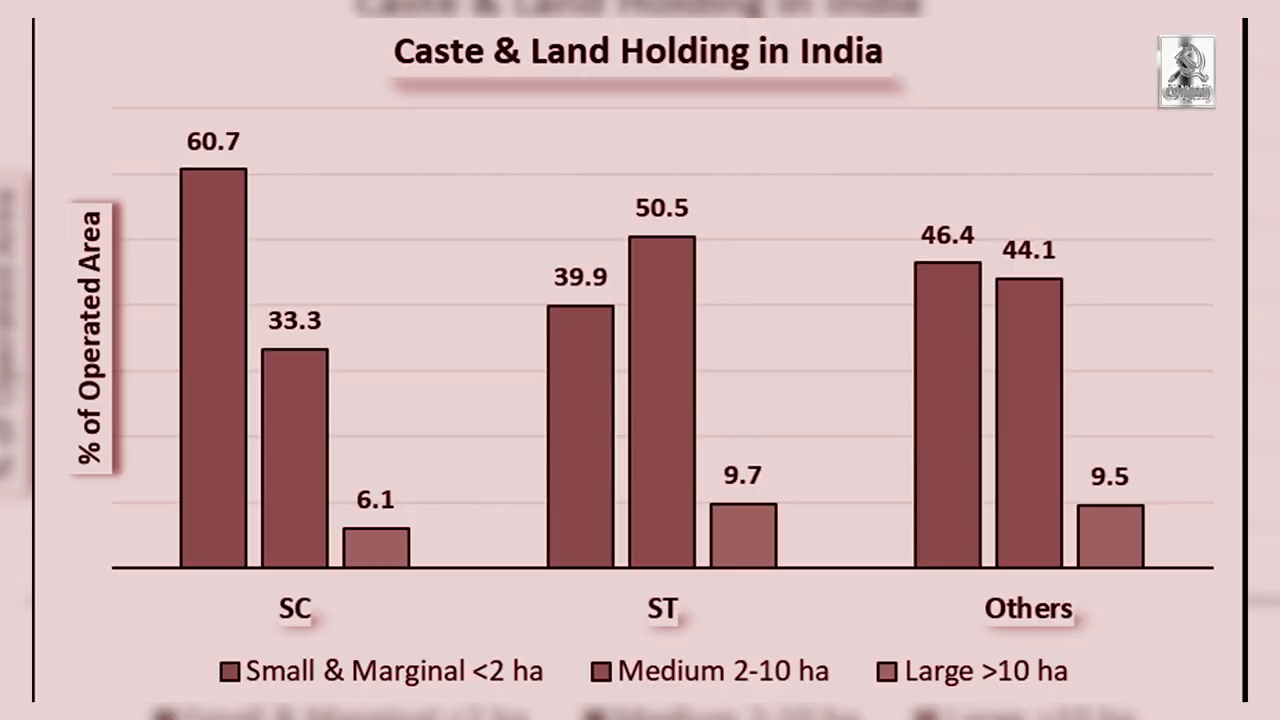 Caste & Land Holding in India
60.7
33.3
6.1
39.9
50.5
9.7
46.4
44.1
9.5
% of Operated Area
SC
ST
Others
Small & Marginal <2 ha
Medium 2-10 ha
Large >10 ha